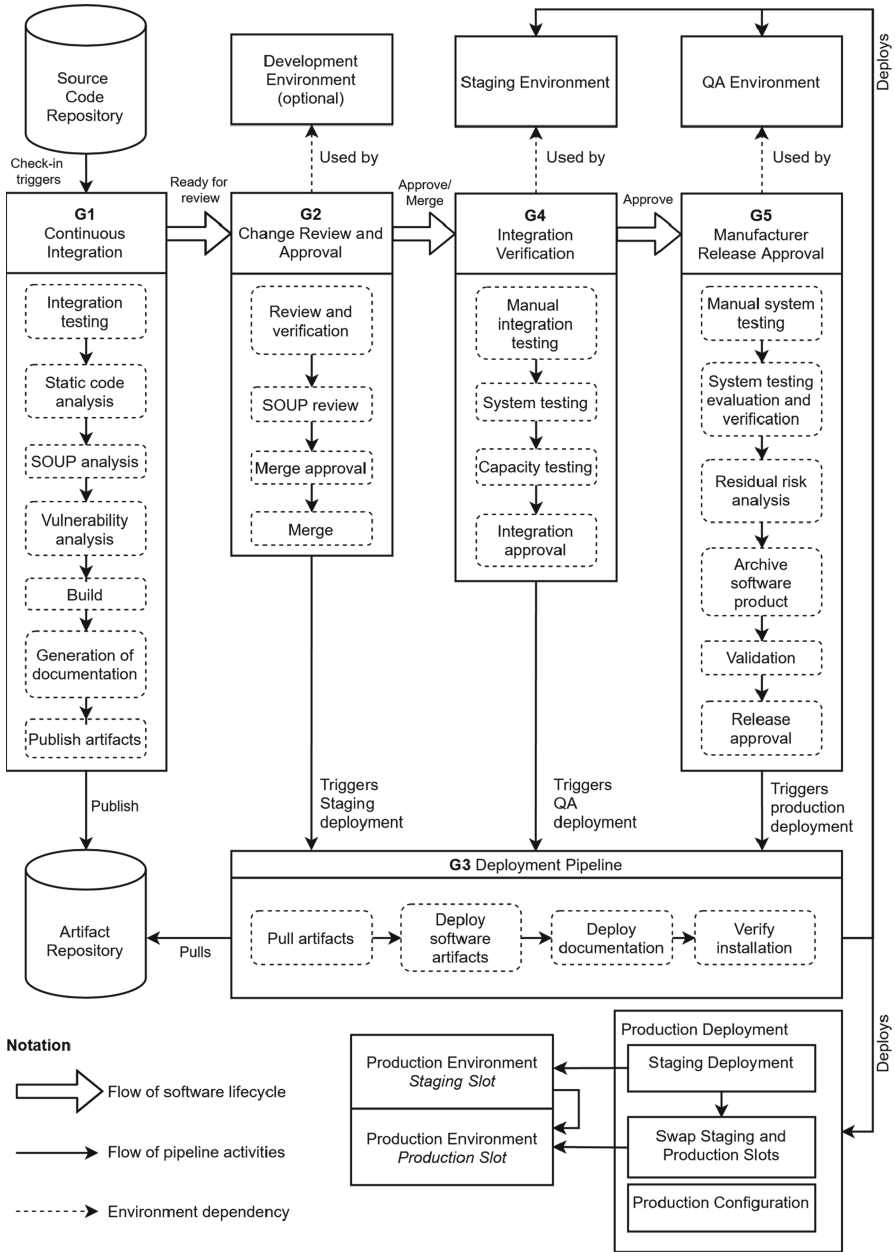 Source
Code
Repository
Development
Environment
(optional)
Staging Environment
QA Environment
Deploys
Check-in
triggers
Used by
Used by
Used by
Ready for
review
Approve/
Merge
Approve
G1
Continuous
Integration
G2
Change Review and
Approval
G4
Integration
Verification
G5
Manufacturer
Release Approval
Integration
testing
Static code
analysis
SOUP analysis
Vulnerability
analysis
Build
Generation of
documentation
Publish artifacts
Review and
verification
SOUP review
Merge approval
Merge
Manual
integration
testing
System testing
Capacity testing
Integration
approval
Manual system
testing
System testing
evaluation and
verification
Residual risk
analysis
Archive
software
product
Validation
Release
approval
Publish
Triggers
Staging
deployment
Triggers
QA
deployment
Triggers
production
deployment
G3 Deployment Pipeline
Artifact
Repository
Pulls
Pull artifacts
Deploy
software
artifacts
Deploy
documentation
Verify
installation
Deploys
Notation
Flow of software lifecycle
Flow of pipeline activities
Environment dependency
Production Environment
Staging Slot
Production Environment
Production Slot
Production Deployment
Staging Deployment
Swap Staging and
Production Slots
Production Configuration